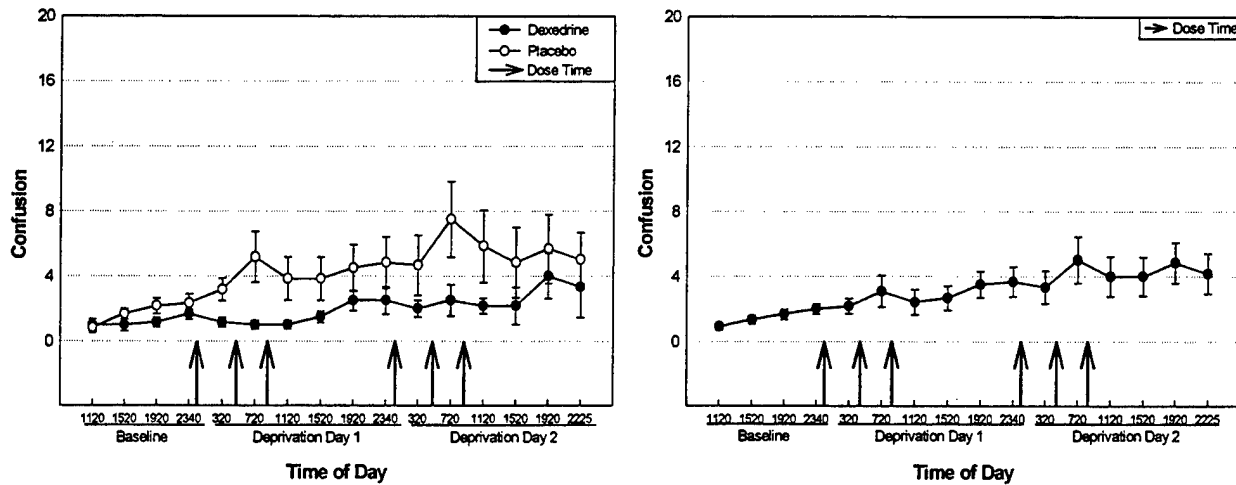 20
16
12
8
4
0
Confusion
Dexedrine
Placebo
Dose Time
1120 1520 1920 2340 320 720 1120 1520 1920 2340 320 720 1120 1520 1920 2225
Baseline Deprivation Day 1 Deprivation Day 2
Time of Day
20
16
12
8
4
0
Confusion
Dose Time
1120 1520 1920 2340 320 720 1120 1520 1920 2340 320 720 1120 1520 1920 2225
Baseline Deprivation Day 1 Deprivation Day 2
Time of Day